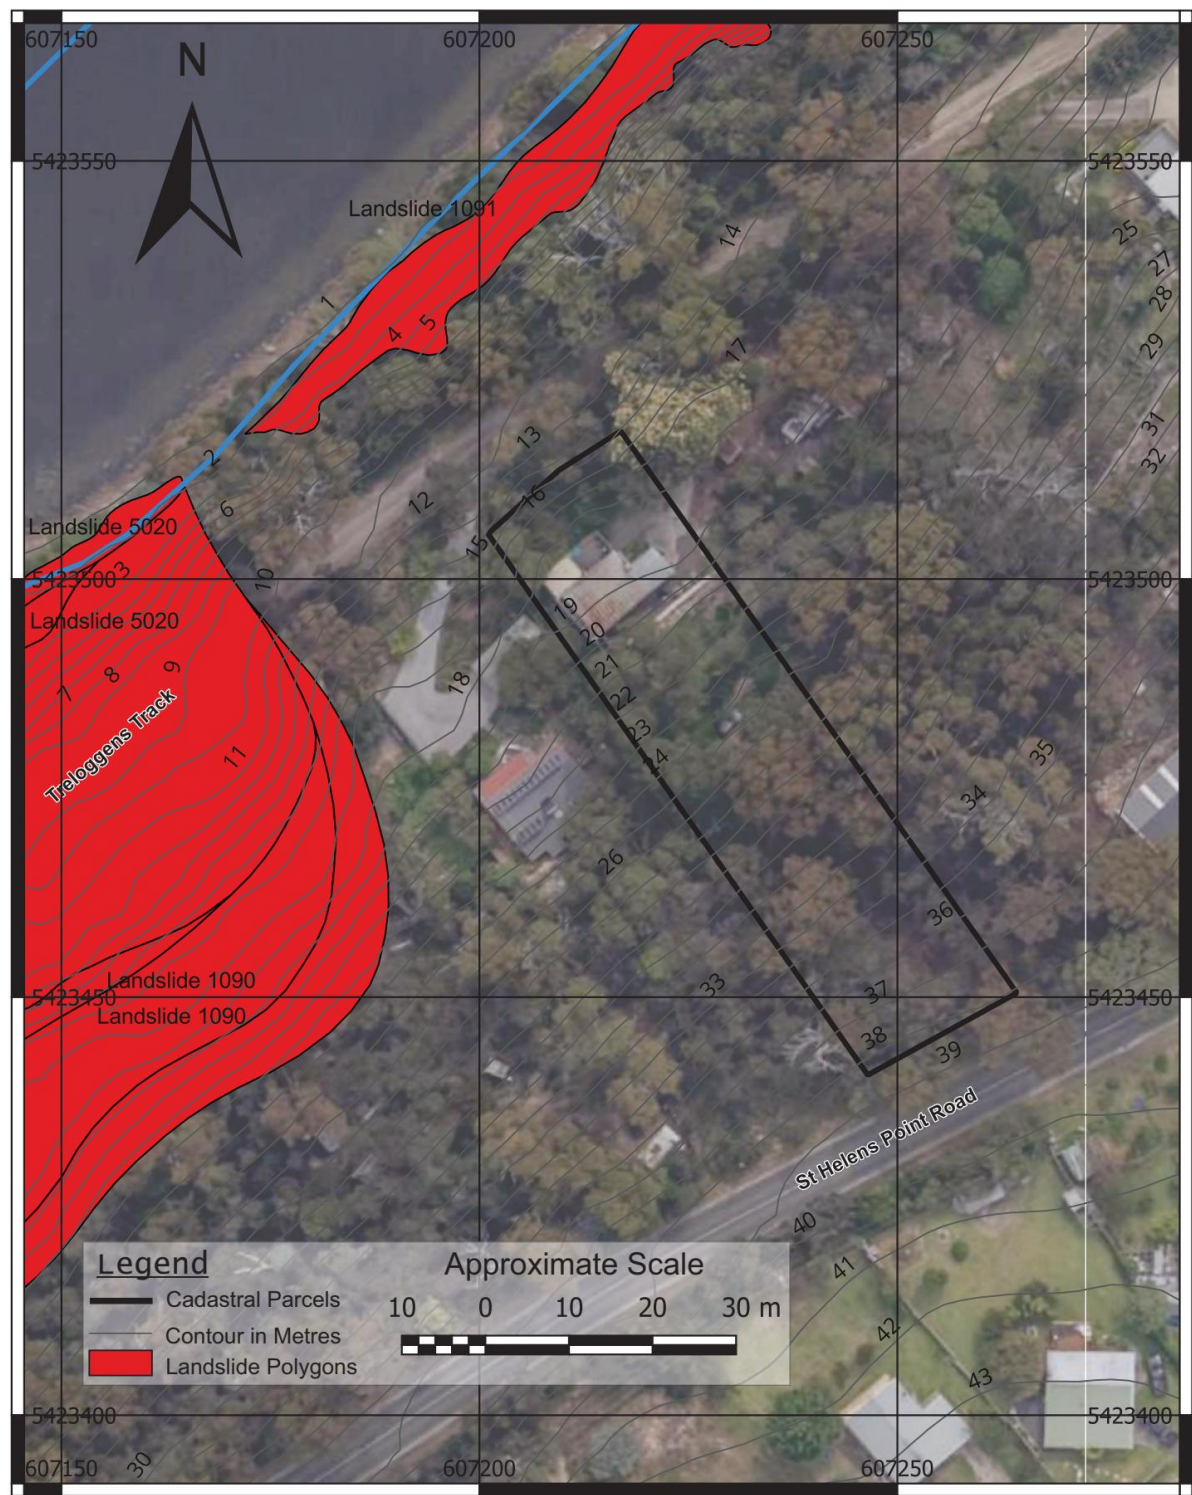 607150 607200 607250
N
5423550 5423550
Landslide 1091
14
25
27
28
1
4 5
29
17
31
13
32
2
16
12
6
Landslide 5020
15
3
10
5423500 5423500
19
Landslide 5020
20
21
9
8
18
7
22
23
Treloggens Track
11
24
35
34
26
36
Landslide 1090
33
37
5423450 5423450
Landslide 1090
38
39
St Helens Point Road
40
41
42
43
Legend
Cadastral Parcels
Contour in Metres
Landslide Polygons
Approximate Scale
10 0 10 20 30 m
5423400 5423400
30
607150 607200 607250